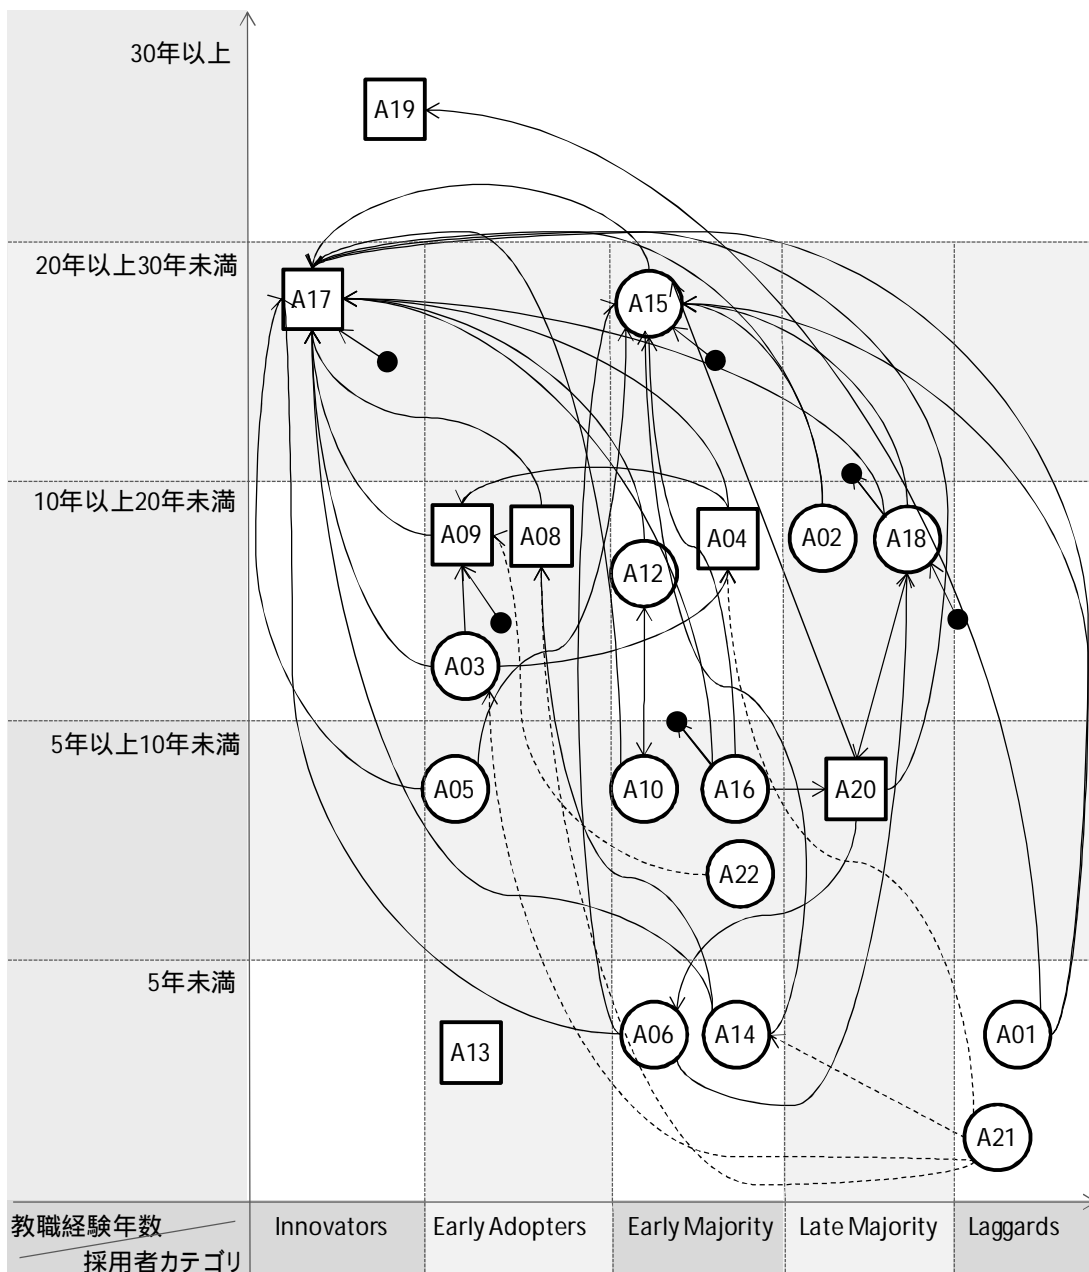 30年以上
A19
20年以上30年未満
A17
A15
10年以上20年未満
A09
A08
A04
A02
A18
A12
A03
5年以上10年未満
A05
A10
A16
A20
A22
5年未満
A06
A14
A01
A13
A21
教職経験年数
採用者カテゴリ
Innovators
Early Adopters
Early Majority
Late Majority
Laggards